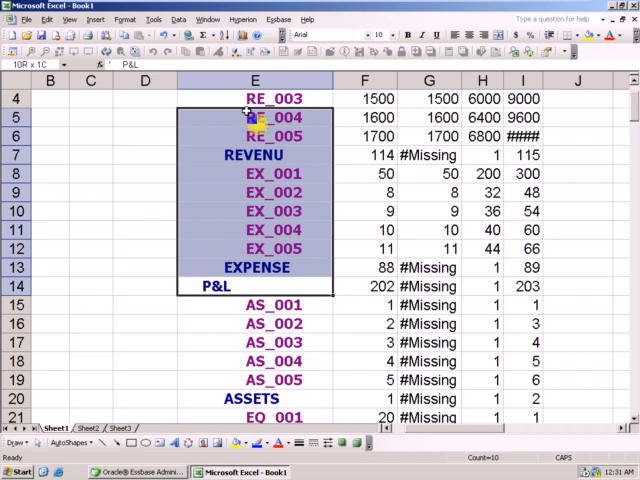 Microsoft Excel - Book1
File Edit View Insert Format Tools Data Window Hyperion Essbase Help Type a question for help
Arial 10 B I U $ %
10R x 1C ' P&L
B C D E F G H I J
4 RE_003 1500 1500 6000 9000
5 RE_004 1600 1600 6400 9600
6 RE_005 1700 1700 6800 #####
7 REVENU 114 #Missing 1 115
8 EX_001 50 50 200 300
9 EX_002 8 8 32 48
10 EX_003 9 9 36 54
11 EX_004 10 10 40 60
12 EX_005 11 11 44 66
13 EXPENSE 88 #Missing 1 89
14 P&L 202 #Missing 1 203
15 AS_001 1 #Missing 1 1
16 AS_002 2 #Missing 1 3
17 AS_003 3 #Missing 1 4
18 AS_004 4 #Missing 1 5
19 AS_005 5 #Missing 1 6
20 ASSETS 1 #Missing 1 2
21 EQ_001 20 #Missing 1 1
Sheet1 Sheet2 Sheet3
Draw AutoShapes
Ready Count=10 CAPS
Start Oracle® Essbase Admini... Microsoft Excel - Book1 12:31 AM